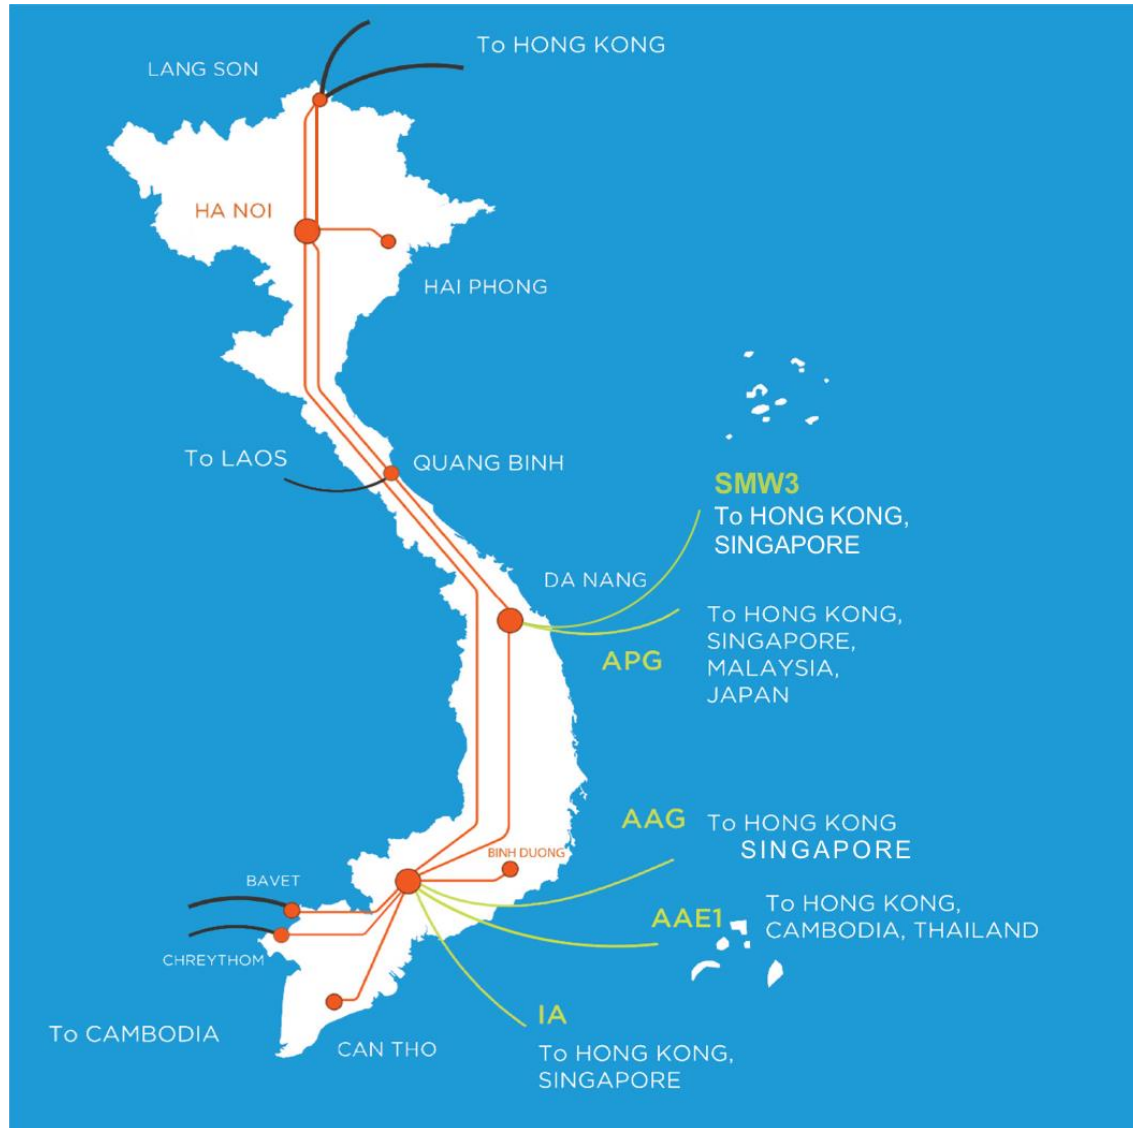 To HONG KONG
LANG SON
HA NOI
HAI PHONG
To LAOS
QUANG BINH
SMW3
To HONG KONG,
SINGAPORE
DA NANG
APG
To HONG KONG,
SINGAPORE,
MALAYSIA,
JAPAN
AAG
To HONG KONG
SINGAPORE
BINH DUONG
BAVET
AAE1
To HONG KONG,
CAMBODIA, THAILAND
CHREYTHOM
IA
To HONG KONG,
SINGAPORE
To CAMBODIA
CAN THO